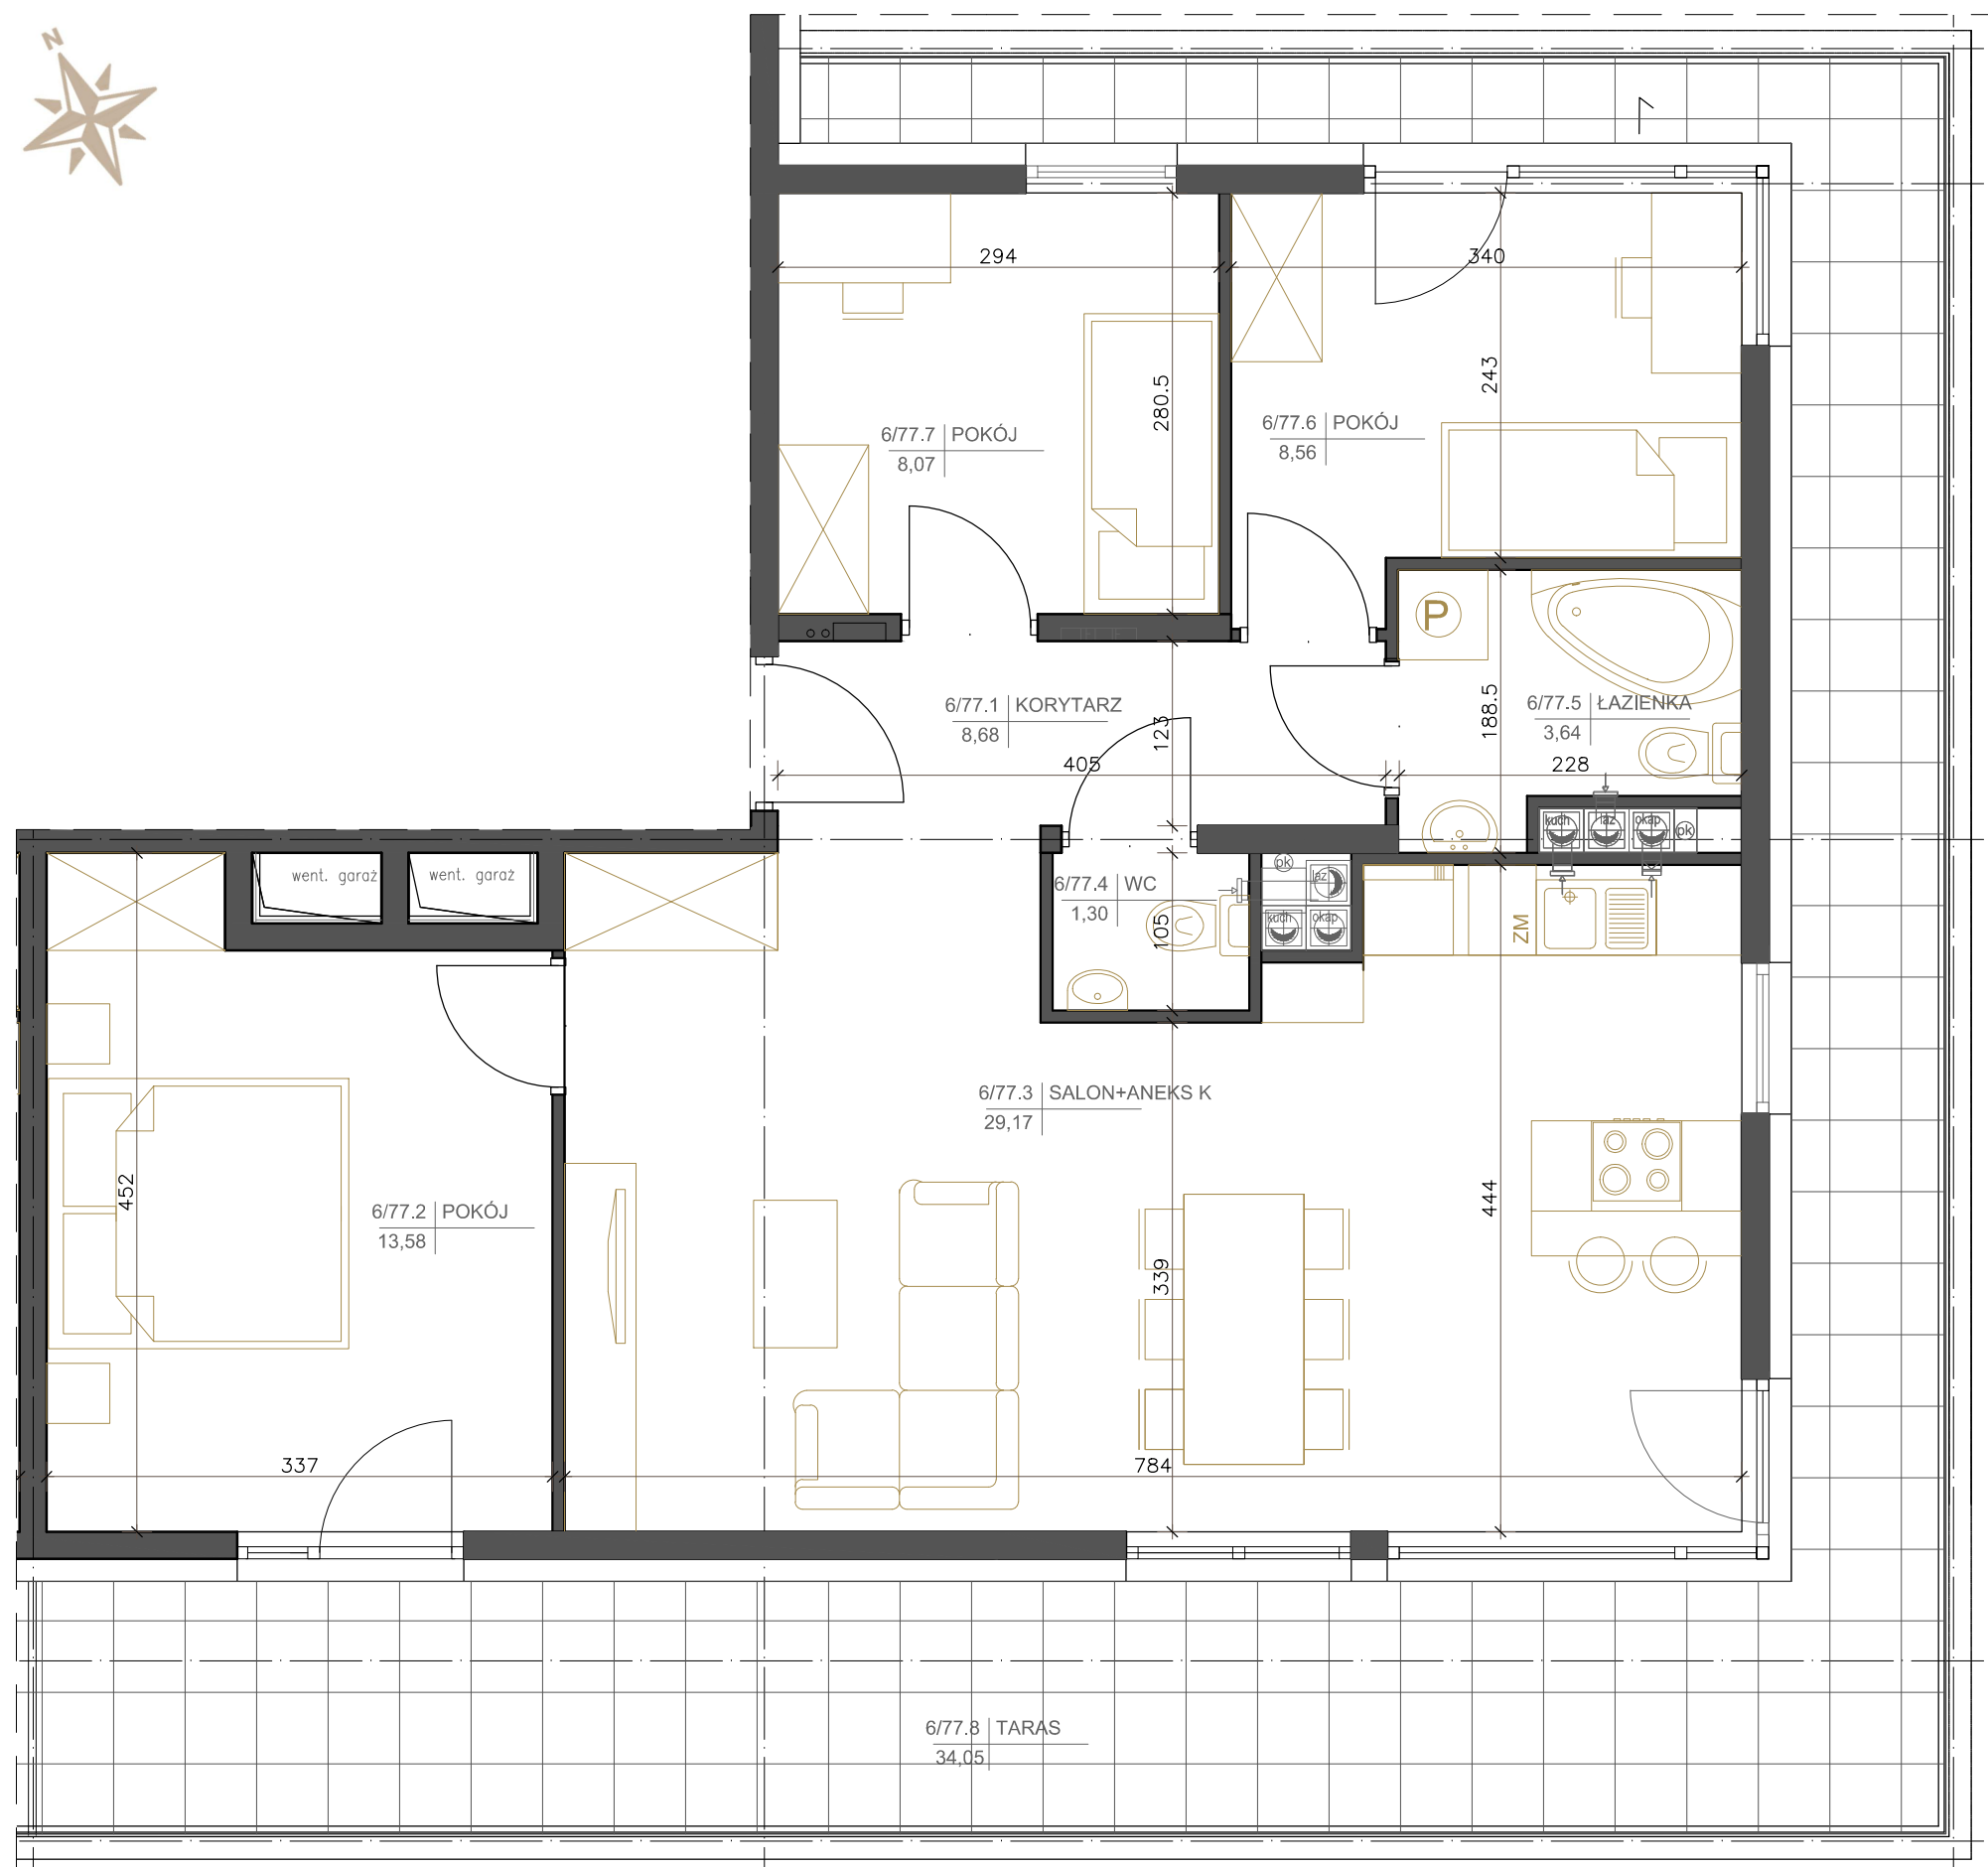 N
294
340
280.5
243
6/77.7 POKÓJ
8,07
6/77.6 POKÓJ
8,56
P
6/77.1 KORYTARZ
8,68
123
188.5
6/77.5 ŁAZIENKA
3,64
405
228
kuch
łaz
okap
pk
went. garaż
went. garaż
6/77.4 WC
1,30
105
pk
łaz
kuch
okap
ZM
6/77.3 SALON+ANEKS K
29,17
452
6/77.2 POKÓJ
13,58
444
339
337
784
6/77.8 TARAS
34,05